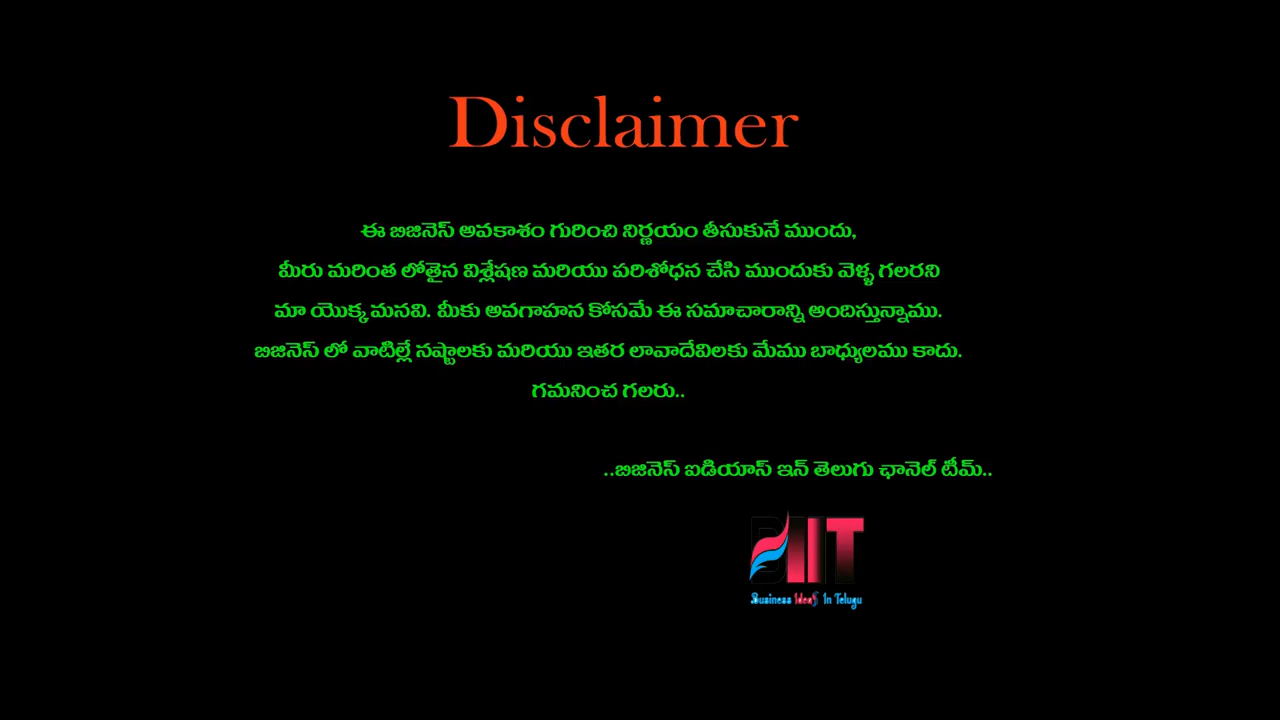 Disclaimer
ఈ బిజినెస్ అవకాశం గురించి నిర్ణయం తీసుకునే ముందు,
మీరు మరింత లోతైన విశ్లేషణ మరియు పరిశోధన చేసి ముందుకు వెళ్ళ గలరని
మా యొక్క మనవి. మీకు అవగాహన కోసమే ఈ సమాచారాన్ని అందిస్తున్నాము.
బిజినెస్ లో వాటిల్లే నష్టాలకు మరియు ఇతర లావాదేవిలకు మేము బాధ్యులము కాదు.
గమనించ గలరు..
..బిజినెస్ ఐడియాస్ ఇన్ తెలుగు ఛానెల్ టీమ్..
BIIT
Business Ideas In Telugu